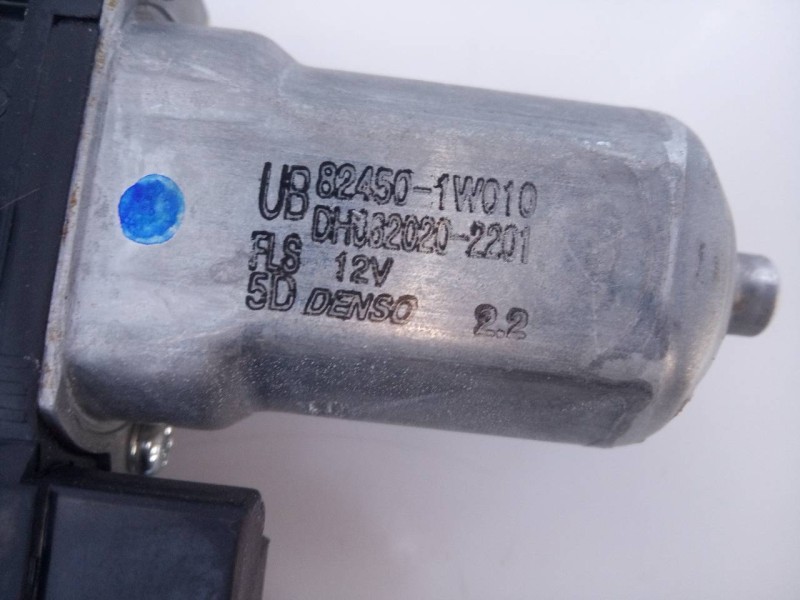 UB 82450-1W010
DH062020-2201
FLS 12V
5D DENSO 2.2